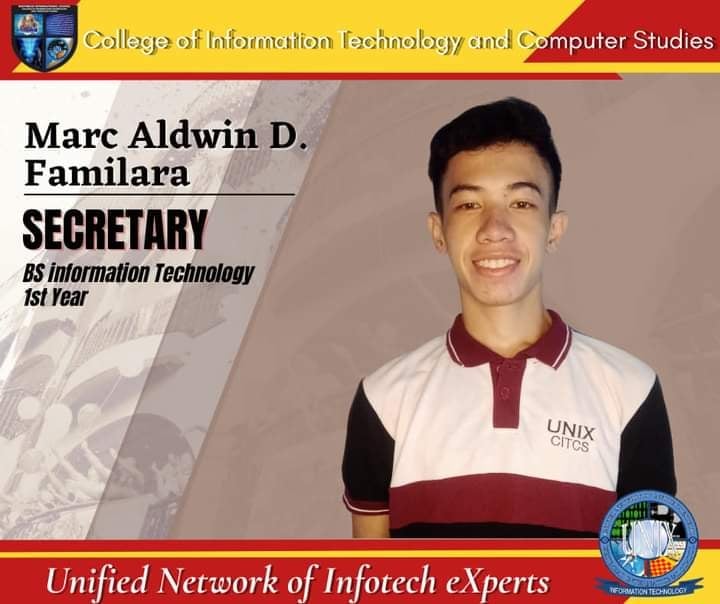 College of Information Technology and Computer Studies
Marc Aldwin D.
Familara
SECRETARY
BS information Technology
1st Year
UNIX
CITCS
UNIX
INFORMATION TECHNOLOGY
Unified Network of Infotech eXperts